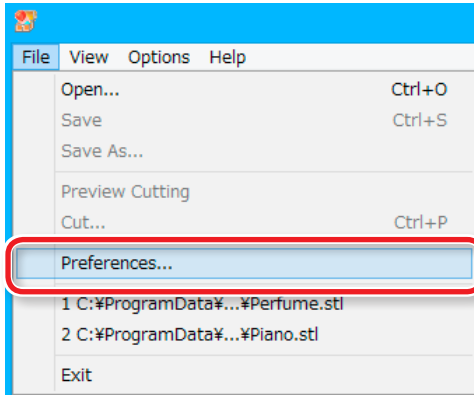 File View Options Help
Open... Ctrl+O
Save Ctrl+S
Save As...
Preview Cutting
Cut... Ctrl+P
Preferences...
1 C:¥ProgramData¥...¥Perfume.stl
2 C:¥ProgramData¥...¥Piano.stl
Exit